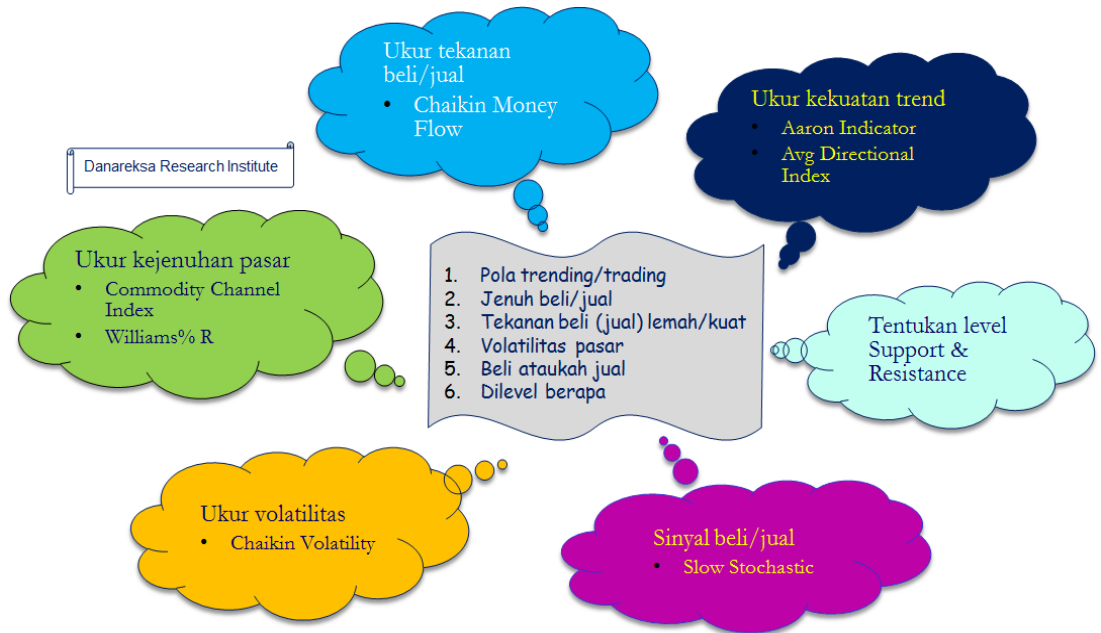 Ukur tekanan
beli/jual
• Chaikin Money
Flow
Ukur kekuatan trend
• Aaron Indicator
• Avg Directional
Index
Danareksa Research Institute
Ukur kejenuhan pasar
• Commodity Channel
Index
• Williams% R
1. Pola trending/trading
2. Jenuh beli/jual
3. Tekanan beli (jual) lemah/kuat
4. Volatilitas pasar
5. Beli ataukah jual
6. Dilevel berapa
Tentukan level
Support &
Resistance
Ukur volatilitas
• Chaikin Volatility
Sinyal beli/jual
• Slow Stochastic